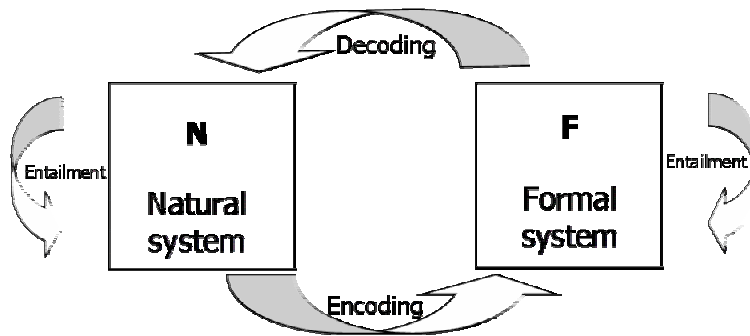 Decoding
N
Natural
system
F
Formal
system
Entailment
Entailment
Encoding